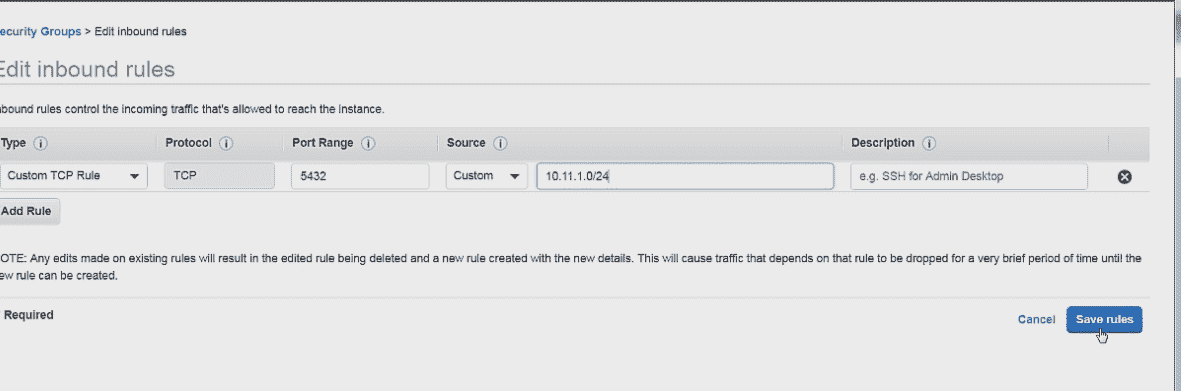 ecurity Groups > Edit inbound rules
Edit inbound rules
nbound rules control the incoming traffic that's allowed to reach the instance.
Type i Protocol i Port Range i Source i Description i
Custom TCP Rule TCP 5432 Custom 10.11.1.0/24 e.g. SSH for Admin Desktop
Add Rule
OTE: Any edits made on existing rules will result in the edited rule being deleted and a new rule created with the new details. This will cause traffic that depends on that rule to be dropped for a very brief period of time until the
ew rule can be created.
Required
Cancel Save rules